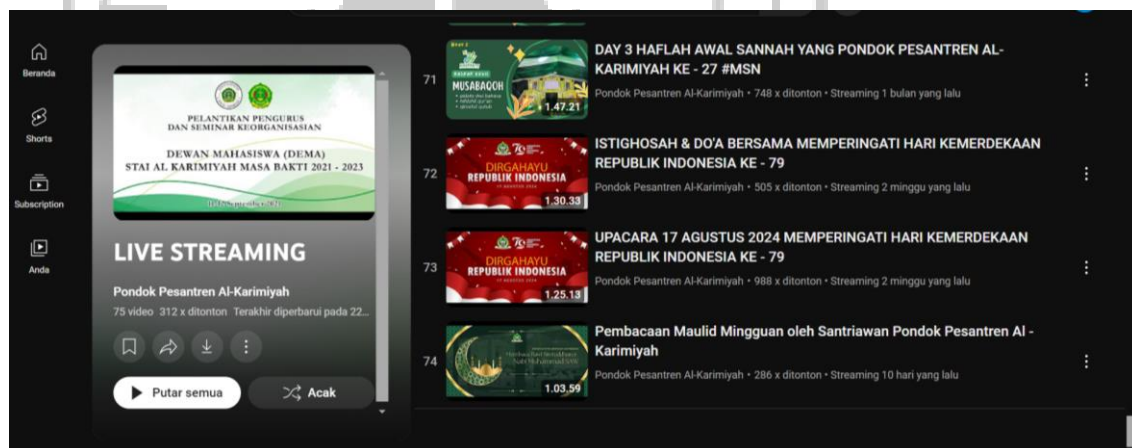 Beranda
Shorts
Subscription
Anda
PELANTIKAN PENGURUS
DAN SEMINAR KEORGANISASIAN
DEWAN MAHASISWA (DEMA)
STAI AL KARIMIYAH MASA BAKTI 2021 - 2023
LIVE STREAMING
Pondok Pesantren Al-Karimiyah
75 video 312 x ditonton Terakhir diperbarui pada 22...
Putar semua
Acak
71
MUSABAQOH
1.47.21
DAY 3 HAFLAH AWAL SANNAH YANG PONDOK PESANTREN AL-
KARIMIYAH KE - 27 #MSN
Pondok Pesantren Al-Karimiyah • 748 x ditonton • Streaming 1 bulan yang lalu
72
DIRGAHAYU
REPUBLIK INDONESIA
17 AGUSTUS 2024
1.30.33
ISTIGHOSAH & DO'A BERSAMA MEMPERINGATI HARI KEMERDEKAAN
REPUBLIK INDONESIA KE - 79
Pondok Pesantren Al-Karimiyah • 505 x ditonton • Streaming 2 minggu yang lalu
73
DIRGAHAYU
REPUBLIK INDONESIA
17 AGUSTUS 2024
1.25.13
UPACARA 17 AGUSTUS 2024 MEMPERINGATI HARI KEMERDEKAAN
REPUBLIK INDONESIA KE - 79
Pondok Pesantren Al-Karimiyah • 988 x ditonton • Streaming 2 minggu yang lalu
74
1.03.59
Pembacaan Maulid Mingguan oleh Santriawan Pondok Pesantren Al -
Karimiyah
Pondok Pesantren Al-Karimiyah • 286 x ditonton • Streaming 10 hari yang lalu